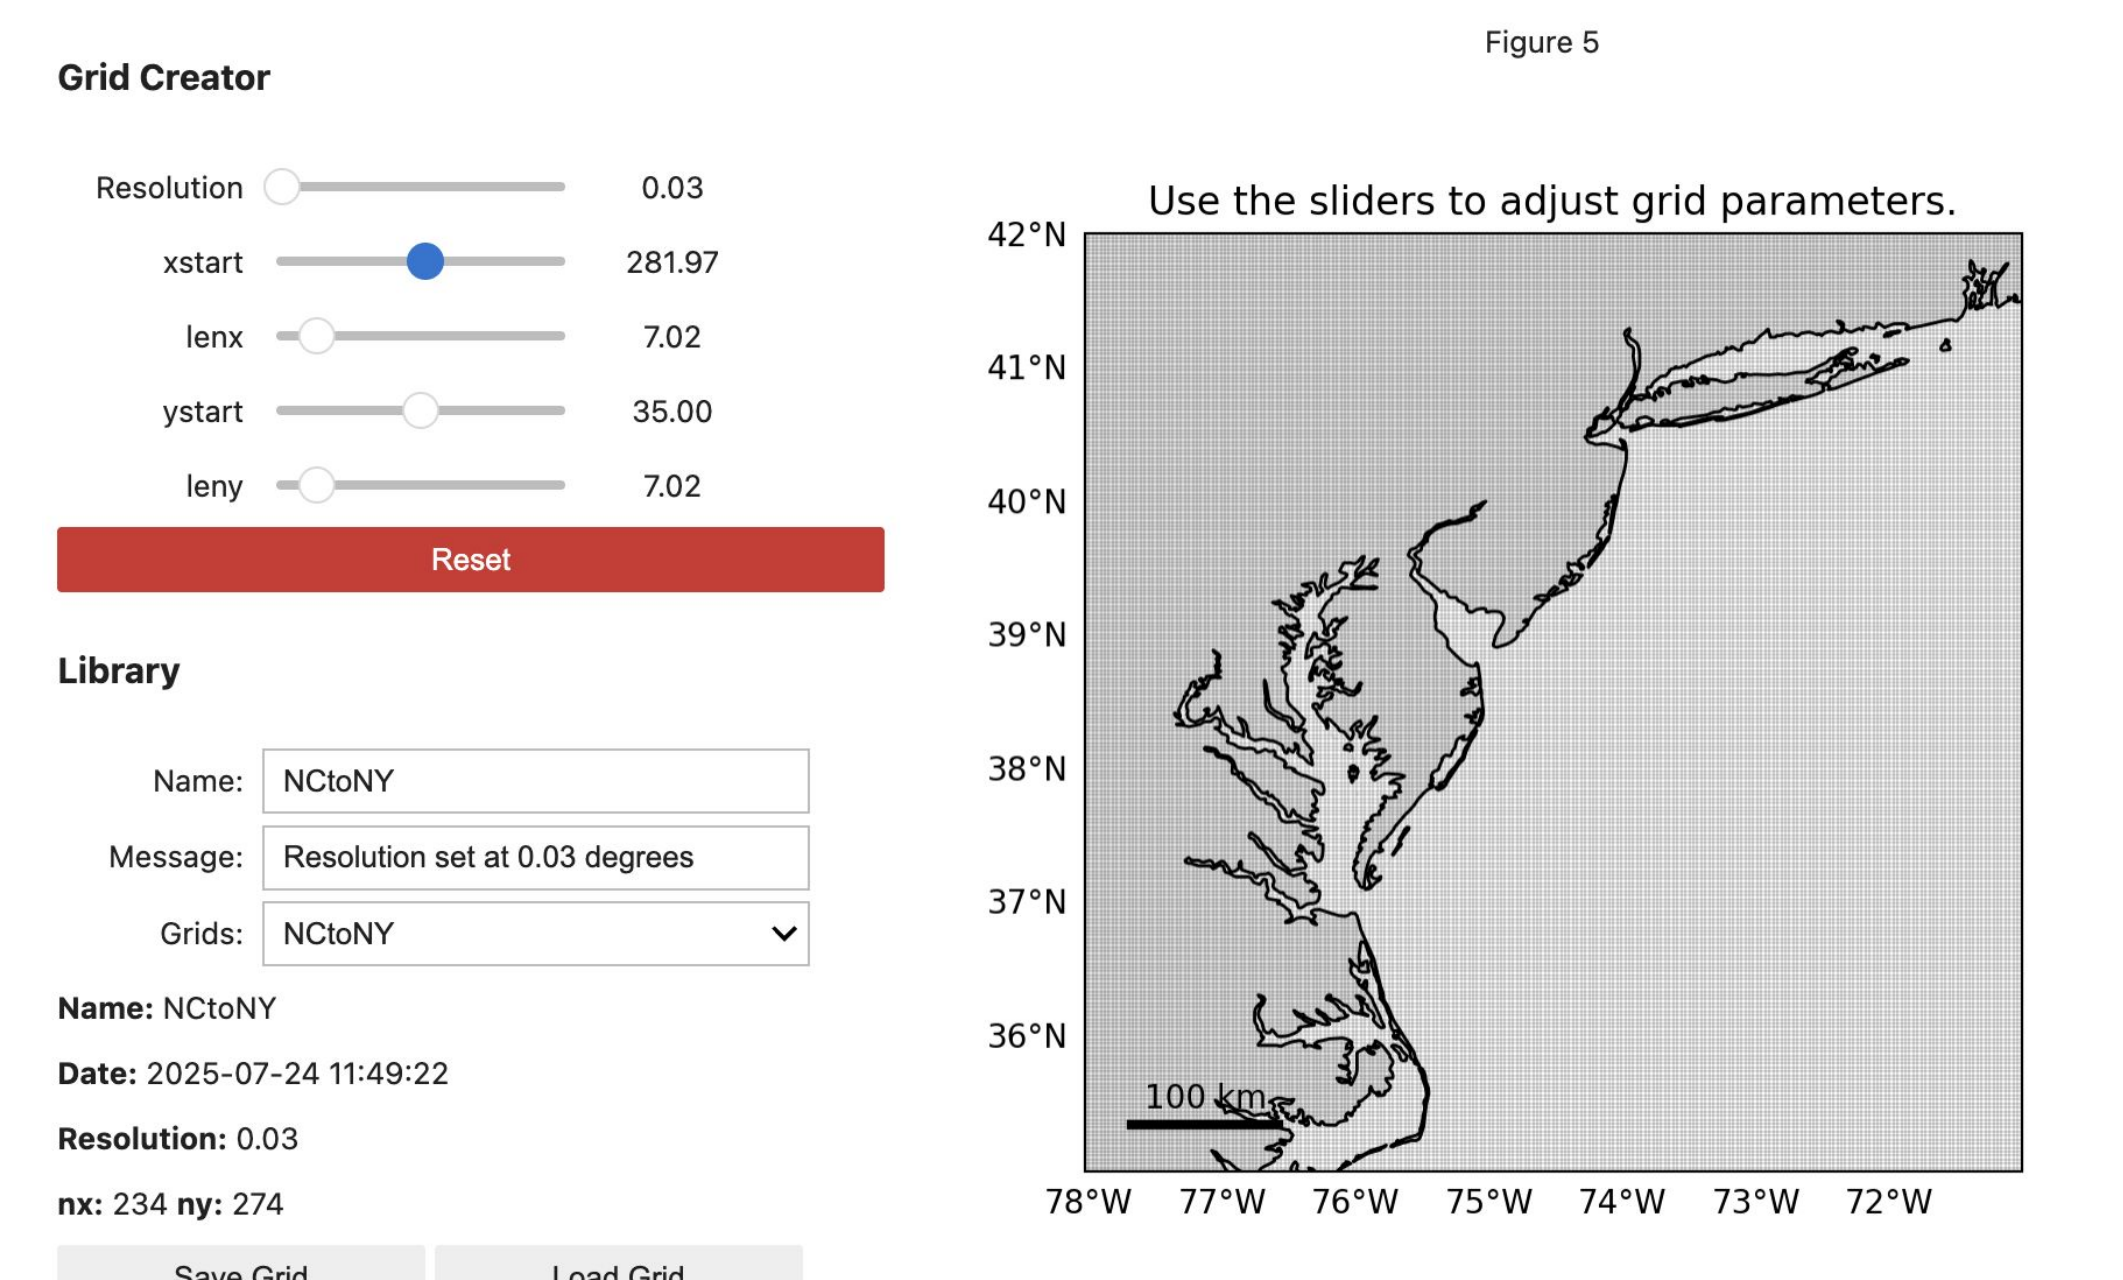 Figure 5
Grid Creator
Resolution 0.03
xstart 281.97
lenx 7.02
ystart 35.00
leny 7.02
Reset
Library
Name: NCtoNY
Message: Resolution set at 0.03 degrees
Grids: NCtoNY
Name: NCtoNY
Date: 2025-07-24 11:49:22
Resolution: 0.03
nx: 234 ny: 274
Save Grid Load Grid
Use the sliders to adjust grid parameters.
42°N
41°N
40°N
39°N
38°N
37°N
36°N
100 km
78°W 77°W 76°W 75°W 74°W 73°W 72°W